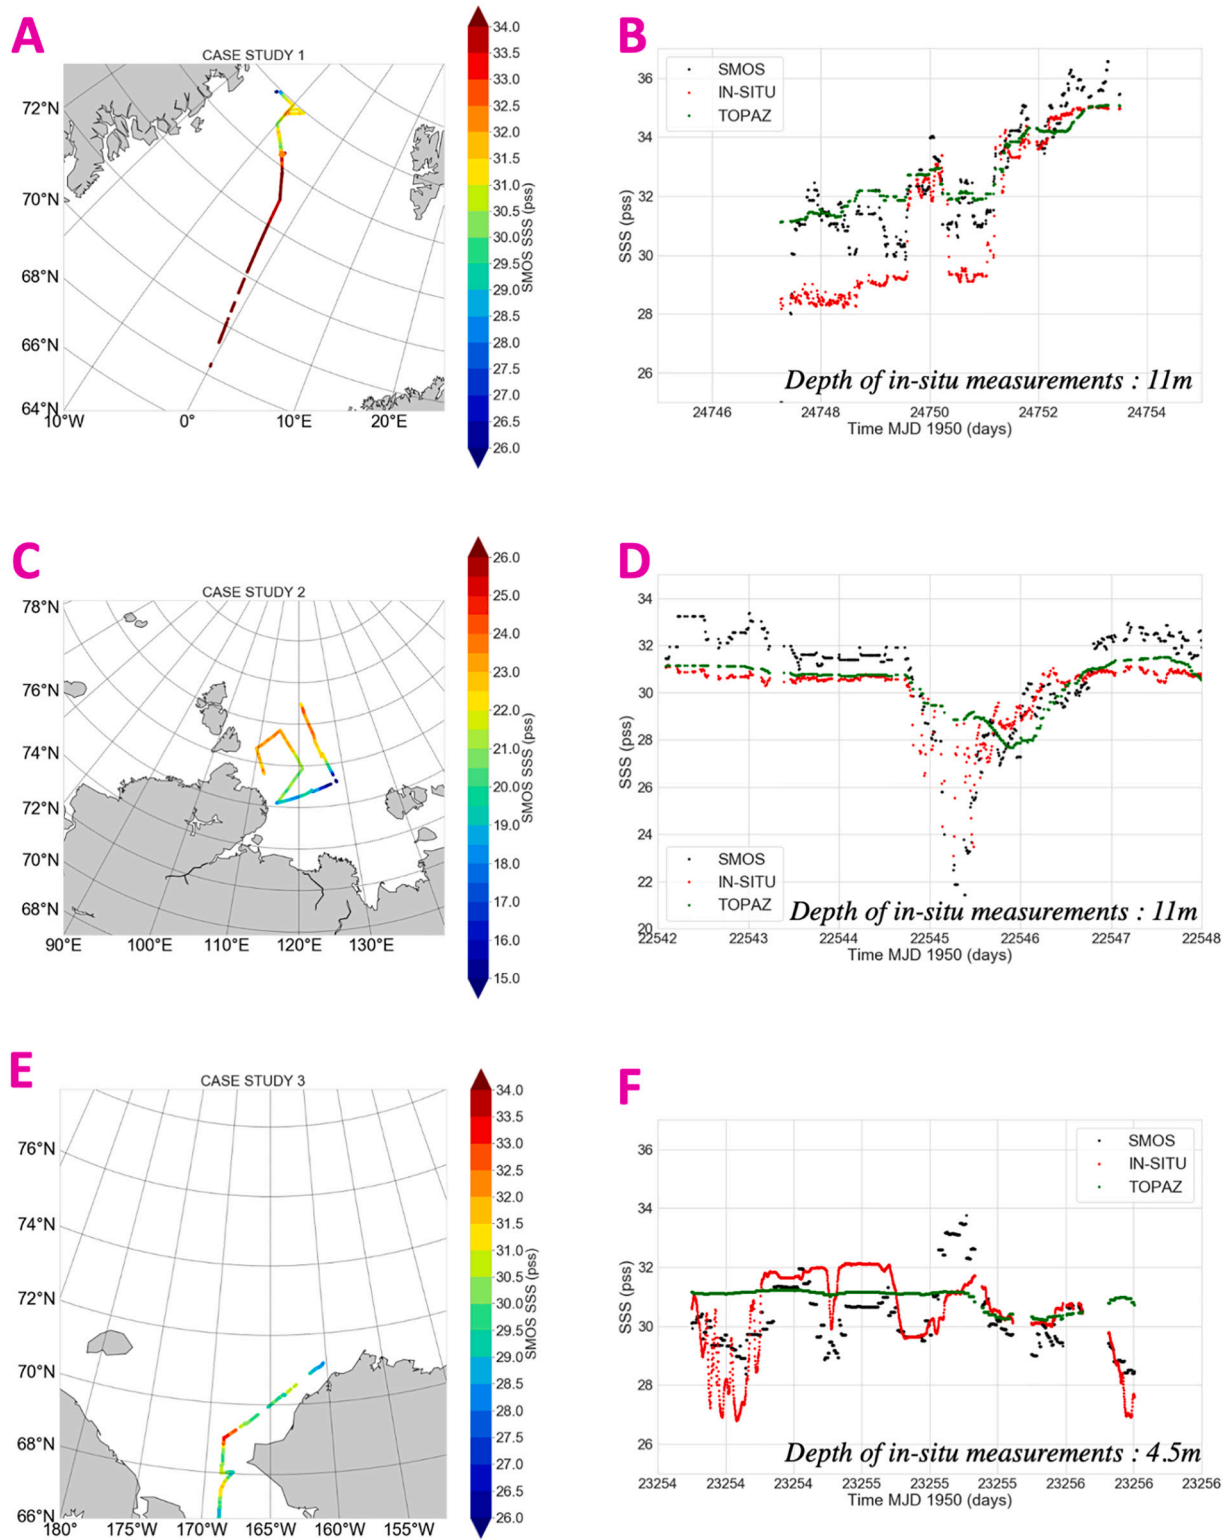 A
CASE STUDY 1
72°N
70°N
68°N
66°N
64°N
10°W
0°
10°E
20°E
34.0
33.5
33.0
32.5
32.0
31.5
31.0
30.5
30.0
29.5
29.0
28.5
28.0
27.5
27.0
26.5
26.0
SMOS SSS (pss)
B
SMOS
IN-SITU
TOPAZ
36
34
32
30
28
26
SSS (pss)
Depth of in-situ measurements : 11m
24746
24748
24750
24752
24754
Time MJD 1950 (days)
C
CASE STUDY 2
78°N
76°N
74°N
72°N
70°N
68°N
90°E
100°E
110°E
120°E
130°E
26.0
25.0
24.0
23.0
22.0
21.0
20.0
19.0
18.0
17.0
16.0
15.0
SMOS SSS (pss)
D
34
32
30
28
26
24
22
20
SSS (pss)
SMOS
IN-SITU
TOPAZ
Depth of in-situ measurements : 11m
22542
22543
22544
22545
22546
22547
22548
Time MJD 1950 (days)
E
CASE STUDY 3
76°N
74°N
72°N
70°N
68°N
66°N
180°
175°W
170°W
165°W
160°W
155°W
34.0
33.5
33.0
32.5
32.0
31.5
31.0
30.5
30.0
29.5
29.0
28.5
28.0
27.5
27.0
26.5
26.0
SMOS SSS (pss)
F
SMOS
IN-SITU
TOPAZ
36
34
32
30
28
26
SSS (pss)
Depth of in-situ measurements : 4.5m
23254
23254
23254
23255
23255
23256
23256
23256
23256
Time MJD 1950 (days)